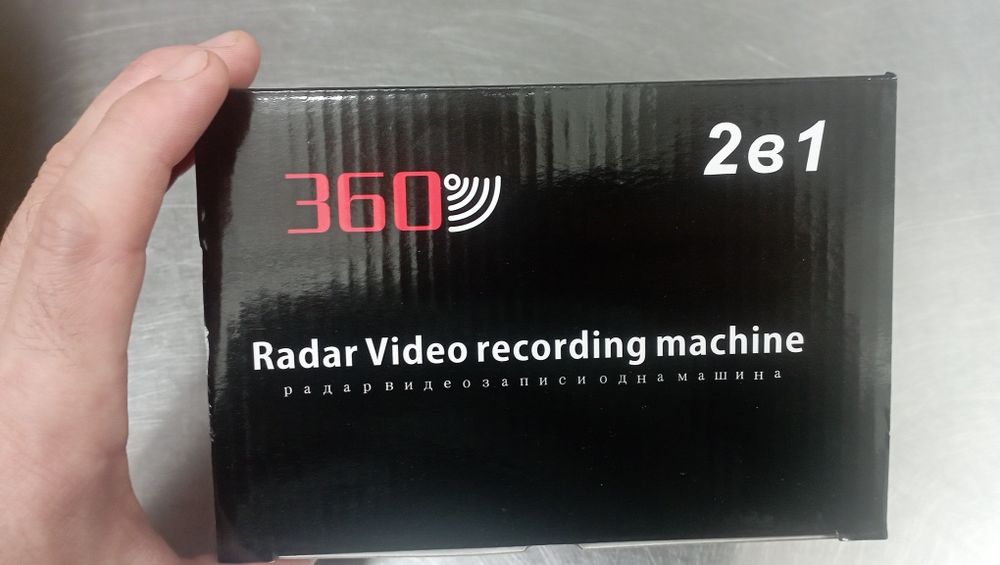 2в1
360°
Radar Video recording machine
радарвидеозаписиоднамашина